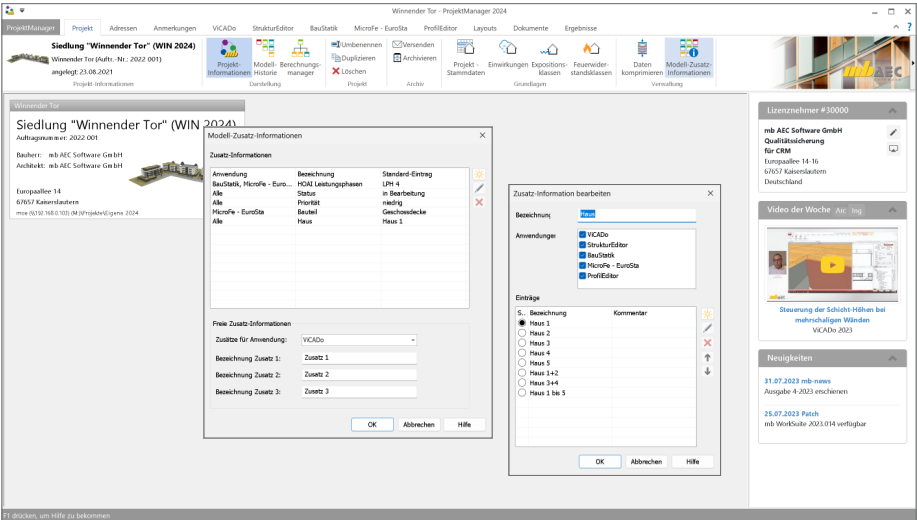 Winnender Tor - ProjektManager 2024
ProjektManager Projekt Adressen Anmerkungen ViCADo StrukturEditor BauStatik MicroFe - EuroSta ProfilEditor Layouts Dokumente Ergebnisse
Siedlung "Winnender Tor" (WIN 2024)
Winnender Tor (Auftr.-Nr.: 2022 001)
angelegt: 23.08.2021
Projekt-Informationen
Projekt-Informationen
Modell-Historie
Berechnungs-manager
Darstellung
Umbenennen
Duplizieren
Löschen
Projekt
Versenden
Archivieren
Archiv
Projekt - Stammdaten
Einwirkungen
Expositions-klassen
Feuerwider-standsklassen
Grundlagen
Daten komprimieren
Modell-Zusatz-Informationen
Verwaltung
mbAEC
Winnender Tor
Siedlung "Winnender Tor" (WIN 2024)
Auftragsnummer: 2022 001
Bauherr: mb AEC Software GmbH
Architekt: mb AEC Software GmbH
Europaallee 14
67657 Kaiserslautern
moe (\\192.168.0.103) (M:)\Projekte\Eigene 2024
Modell-Zusatz-Informationen
Zusatz-Informationen
Anwendung Bezeichnung Standard-Eintrag
BauStatik, MicroFe - Euro... HOAI Leistungsphasen LPH 4
Alle Status in Bearbeitung
Alle Priorität niedrig
MicroFe - EuroSta Bauteil Geschossdecke
Alle Haus Haus 1
Freie Zusatz-Informationen
Zusätze für Anwendung: ViCADo
Bezeichnung Zusatz 1: Zusatz 1
Bezeichnung Zusatz 2: Zusatz 2
Bezeichnung Zusatz 3: Zusatz 3
OK Abbrechen Hilfe
Zusatz-Information bearbeiten
Bezeichnung Haus
Anwendungen
ViCADo
StrukturEditor
BauStatik
MicroFe - EuroSta
ProfilEditor
Einträge
S.. Bezeichnung Kommentar
Haus 1
Haus 2
Haus 3
Haus 4
Haus 5
Haus 1+2
Haus 3+4
Haus 1 bis 5
OK Abbrechen Hilfe
Lizenznehmer #30000
mb AEC Software GmbH
Qualitätssicherung
für CRM
Europaallee 14-16
67657 Kaiserslautern
Deutschland
Video der Woche Arc Ing
Steuerung der Schicht-Höhen bei
mehrschaligen Wänden
ViCADo 2023
Neuigkeiten
31.07.2023 mb-news
Ausgabe 4-2023 erschienen
25.07.2023 Patch
mb WorkSuite 2023.014 verfügbar
F1 drücken, um Hilfe zu bekommen